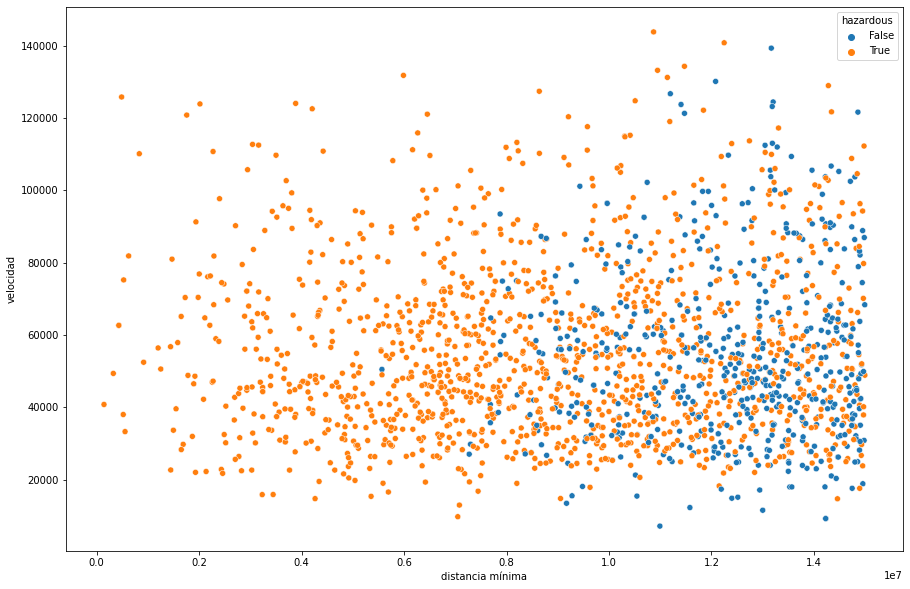 hazardous
False
True
140000
120000
100000
80000
60000
40000
20000
velocidad
0.0 0.2 0.4 0.6 0.8 1.0 1.2 1.4
1e7
distancia mínima